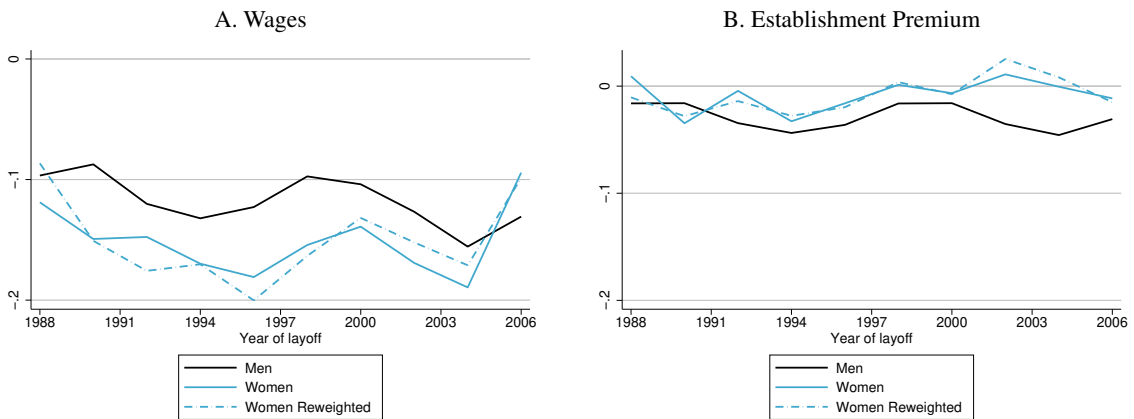 A. Wages
0
-.1
-.2
1988 1991 1994 1997 2000 2003 2006
Year of layoff
Men
Women
Women Reweighted
B. Establishment Premium
0
-.1
-.2
1988 1991 1994 1997 2000 2003 2006
Year of layoff
Men
Women
Women Reweighted